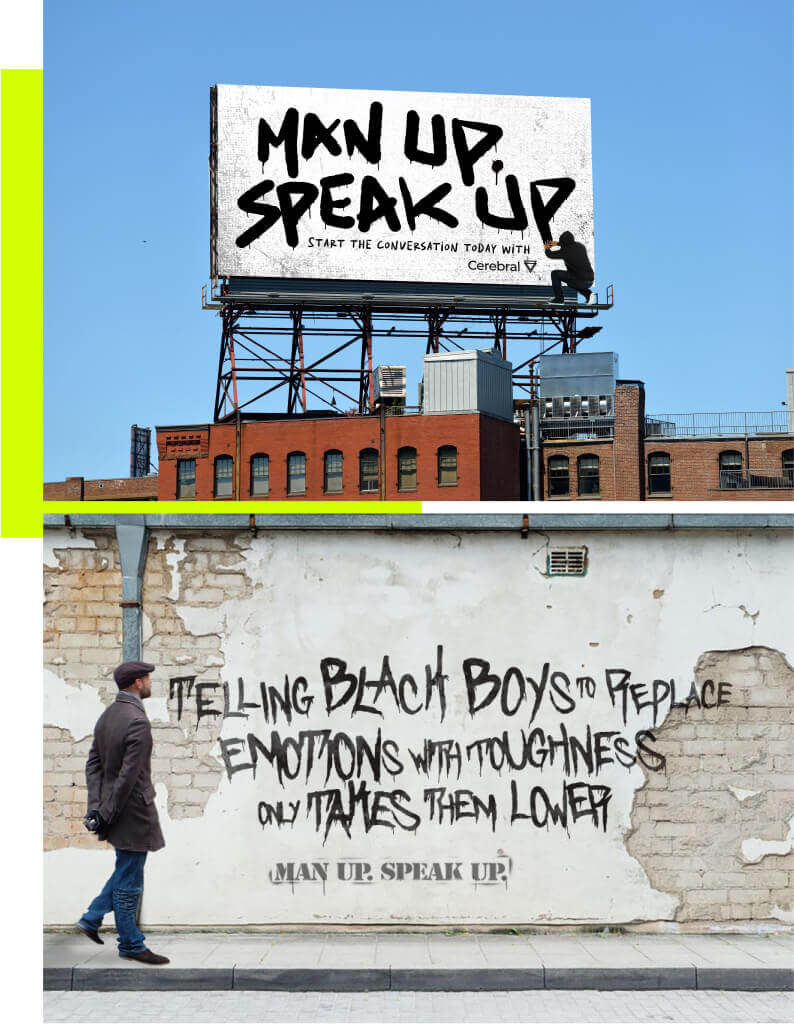 MAN UP.
SPEAK UP
START THE CONVERSATION TODAY WITH
Cerebral
TELLING BLACK BOYS TO REPLACE
EMOTIONS WITH TOUGHNESS
ONLY TAKES THEM LOWER
MAN UP. SPEAK UP.